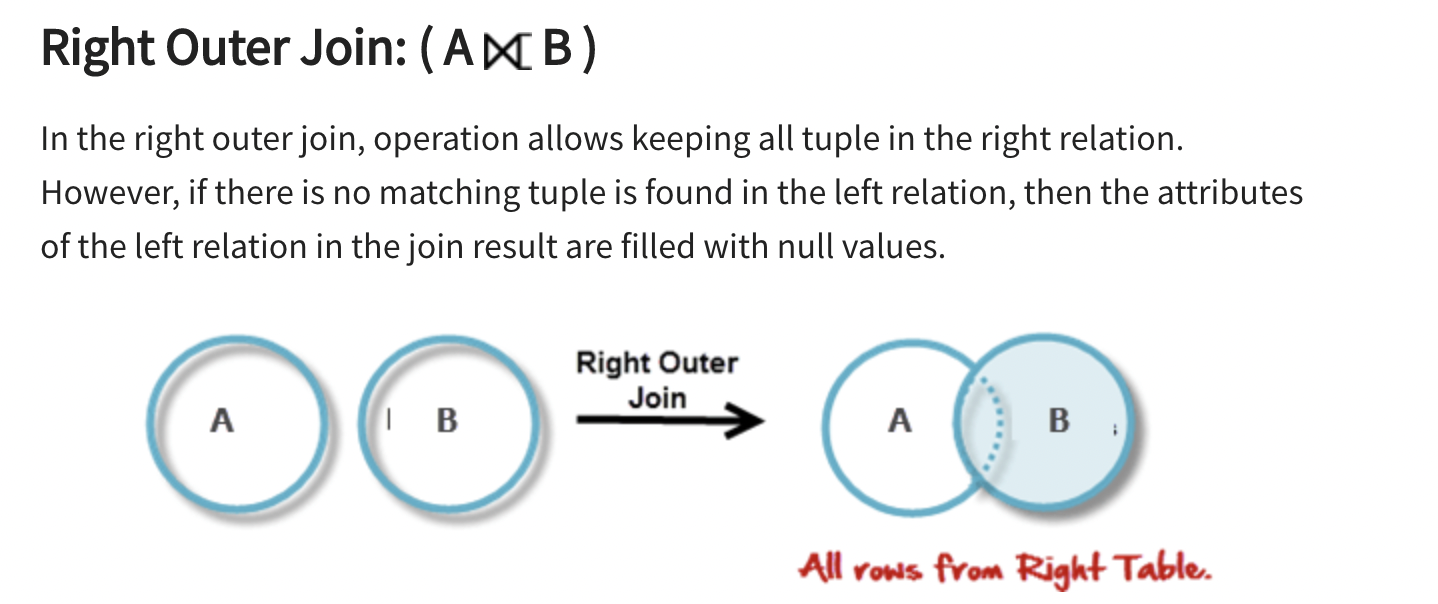 Right Outer Join: ( A ⟖ B )
In the right outer join, operation allows keeping all tuple in the right relation.
However, if there is no matching tuple is found in the left relation, then the attributes
of the left relation in the join result are filled with null values.
A
B
Right Outer
Join
A
B
All rows from Right Table.